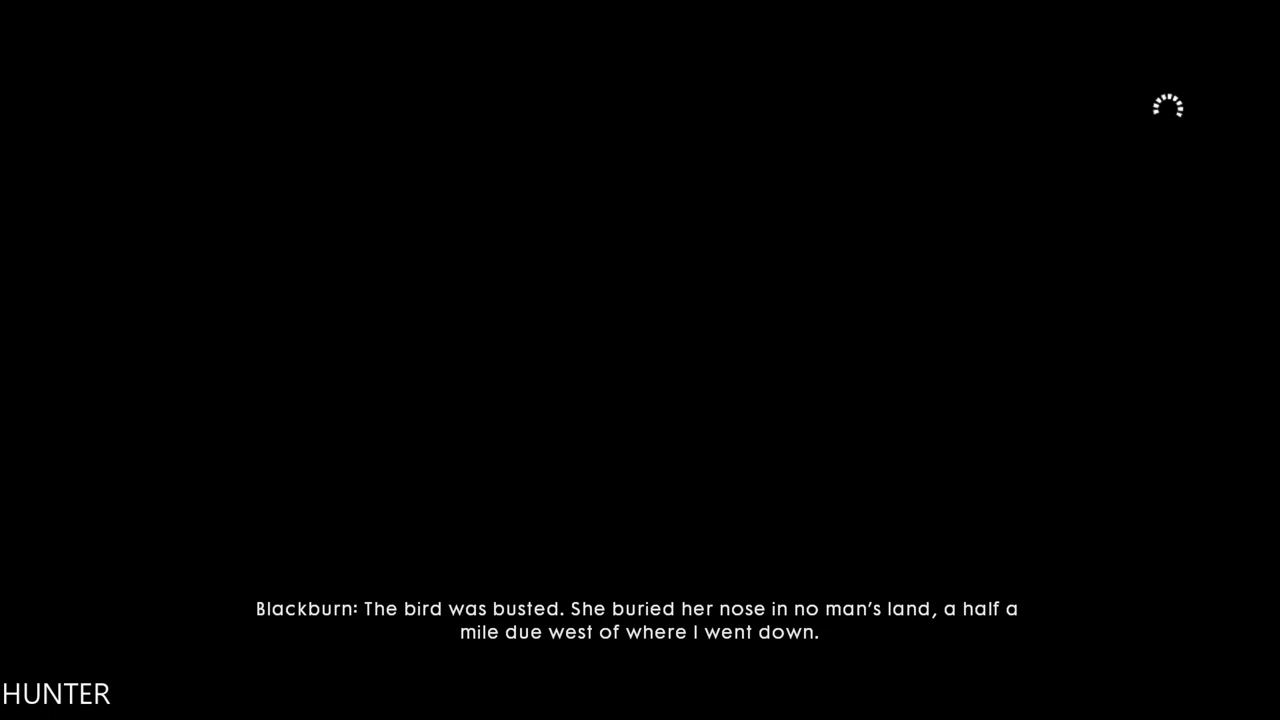 Blackburn: The bird was busted. She buried her nose in no man's land, a half a
mile due west of where I went down.
HUNTER